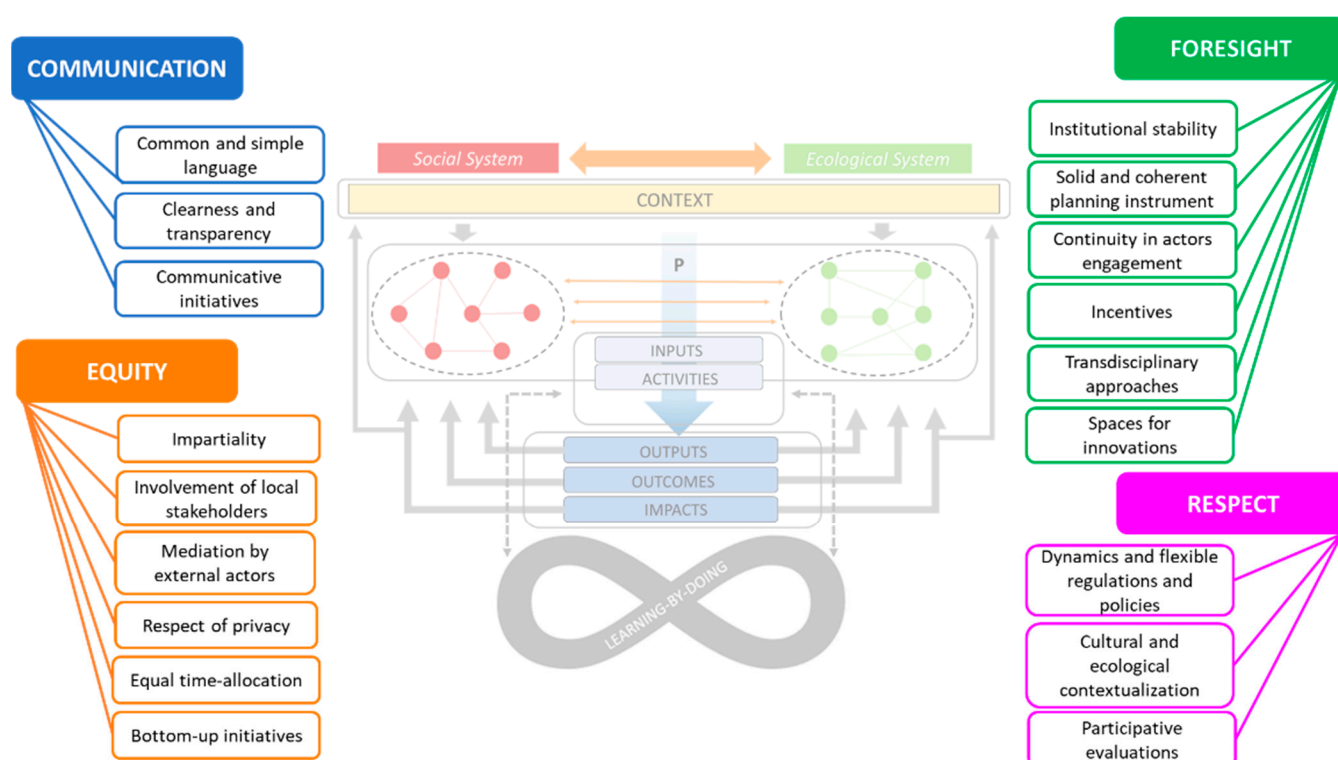 COMMUNICATION
Common and simple
language
Clearness and
transparency
Communicative
initiatives
EQUITY
Impartiality
Involvement of local
stakeholders
Mediation by
external actors
Respect of privacy
Equal time-allocation
Bottom-up initiatives
Social System
Ecological System
CONTEXT
P
INPUTS
ACTIVITIES
OUTPUTS
OUTCOMES
IMPACTS
LEARNING-BY-DOING
FORESIGHT
Institutional stability
Solid and coherent
planning instrument
Continuity in actors
engagement
Incentives
Transdisciplinary
approaches
Spaces for
innovations
RESPECT
Dynamics and flexible
regulations and
policies
Cultural and
ecological
contextualization
Participative
evaluations